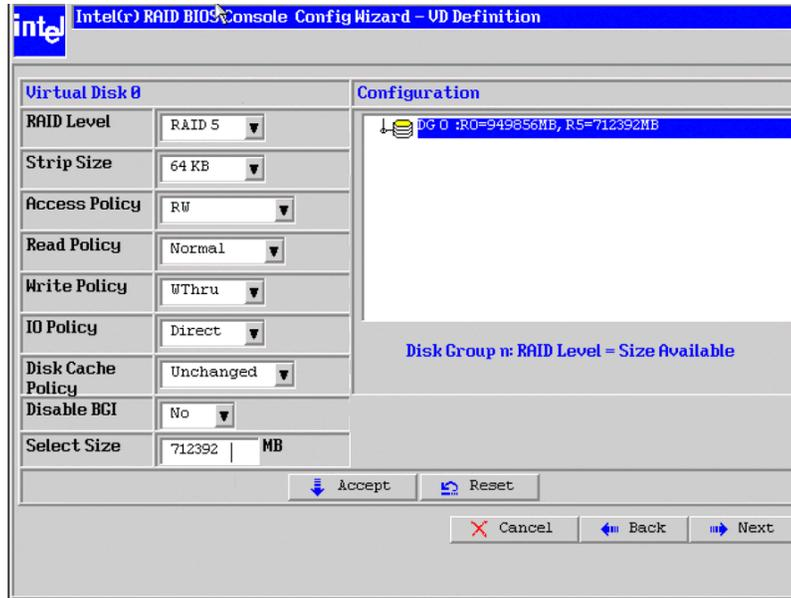 intel
Intel(r) RAID BIOS Console Config Wizard – VD Definition
Virtual Disk 0
Configuration
RAID Level
RAID 5
DG 0 :R0=949856MB, R5=712392MB
Strip Size
64 KB
Access Policy
RW
Read Policy
Normal
Write Policy
WThru
IO Policy
Direct
Disk Group n: RAID Level = Size Available
Disk Cache Policy
Unchanged
Disable BGI
No
Select Size
712392 MB
Accept Reset
Cancel Back Next